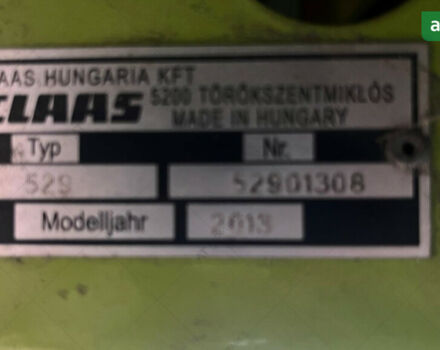 AAS HUNGARIA KFT
CLAAS 5200 TÖRÖKSZENTMIKLÓS
MADE IN HUNGARY
Typ Nr.
529 52901308
Modelljahr 2013
a